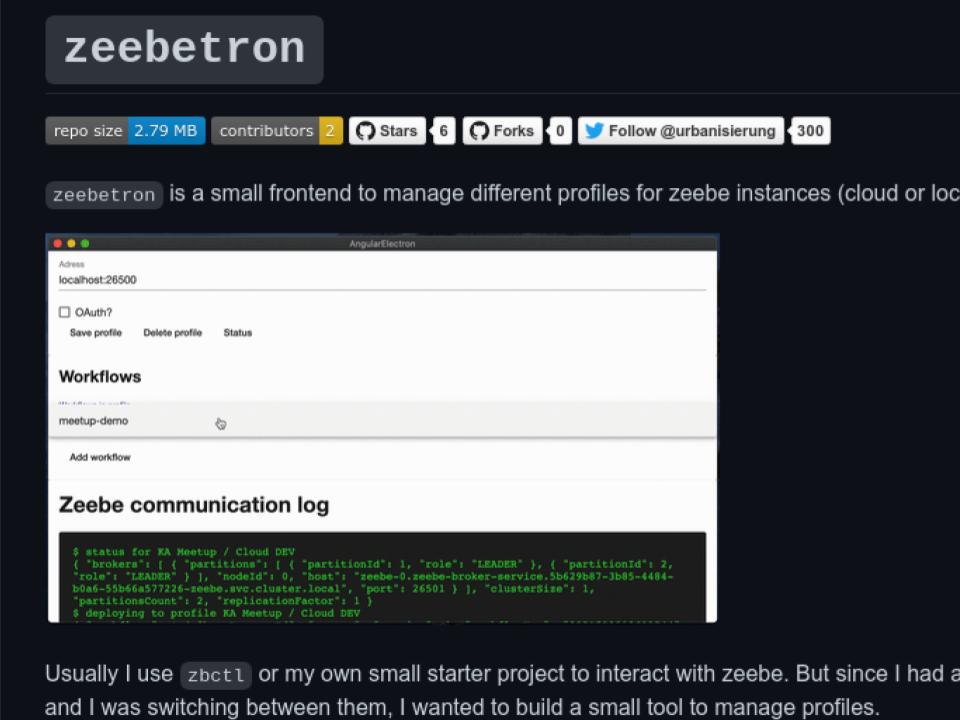 zeebetron
repo size 2.79 MB contributors 2 Stars 6 Forks 0 Follow @urbanisierung 300
zeebetron is a small frontend to manage different profiles for zeebe instances (cloud or loc
AngularElectron
Adress
localhost:26500
OAuth?
Save profile Delete profile Status
Workflows
meetup-demo
Add workflow
Zeebe communication log
$ status for KA Meetup / Cloud DEV
{ "brokers": [ { "partitions": [ { "partitionId": 1, "role": "LEADER" }, { "partitionId": 2,
"role": "LEADER" } ], "nodeId": 0, "host": "zeebe-0.zeebe-broker-service.5b629b87-3b85-4484-
b0a6-55b66a577226-zeebe.svc.cluster.local", "port": 26501 } ], "clusterSize": 1,
"partitionsCount": 2, "replicationFactor": 1 }
$ deploying to profile KA Meetup / Cloud DEV
Usually I use zbctl or my own small starter project to interact with zeebe. But since I had a
and I was switching between them, I wanted to build a small tool to manage profiles.